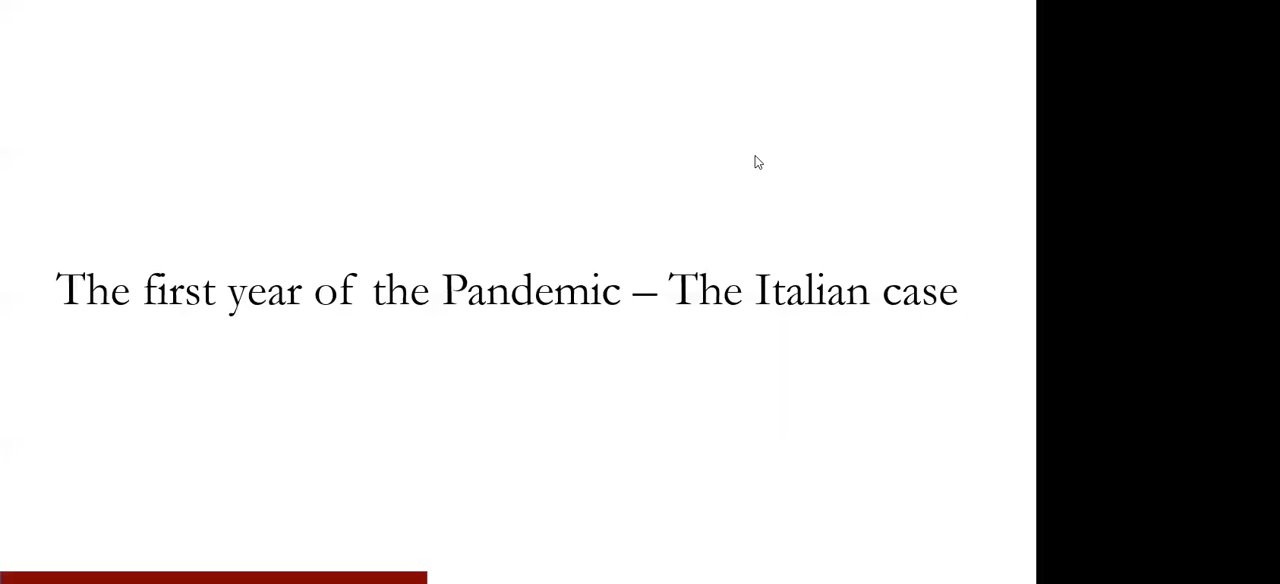 The first year of the Pandemic – The Italian case